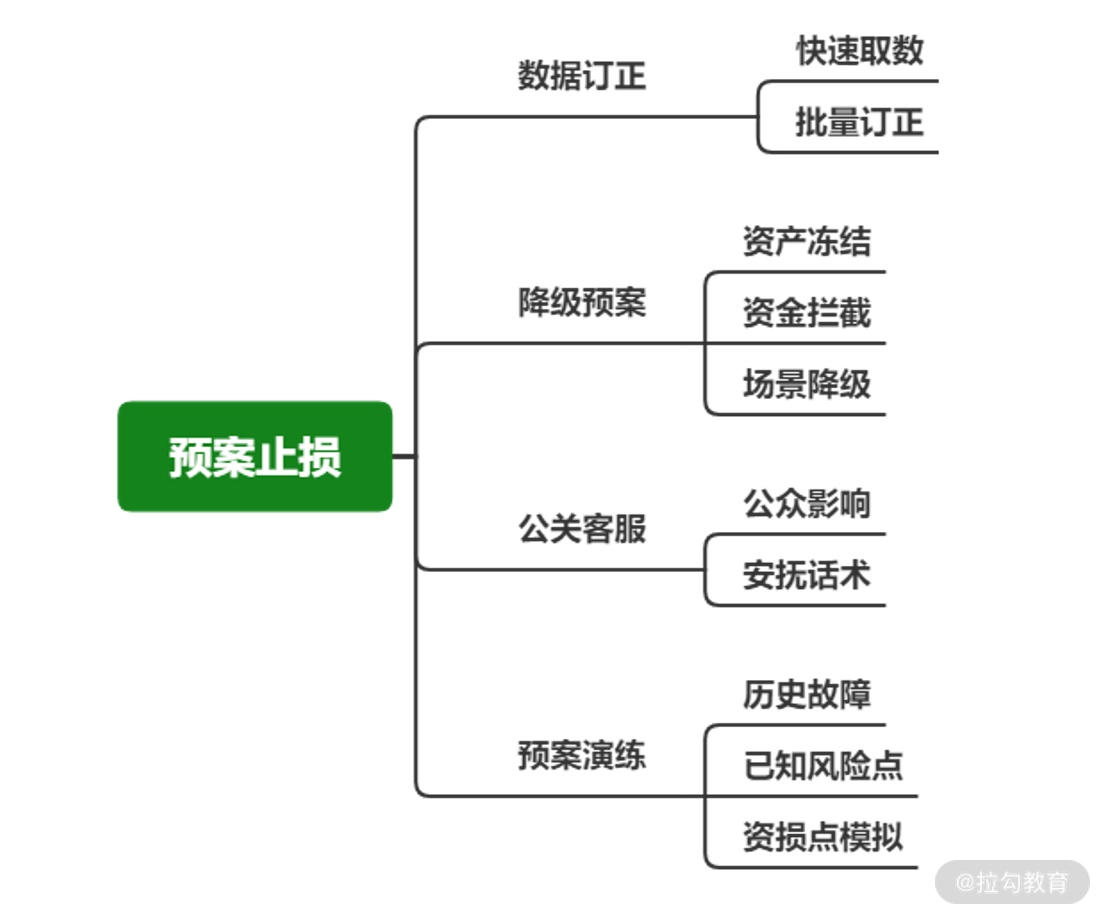 预案止损
数据订正
快速取数
批量订正
降级预案
资产冻结
资金拦截
场景降级
公关客服
公众影响
安抚话术
预案演练
历史故障
已知风险点
资损点模拟
@拉勾教育